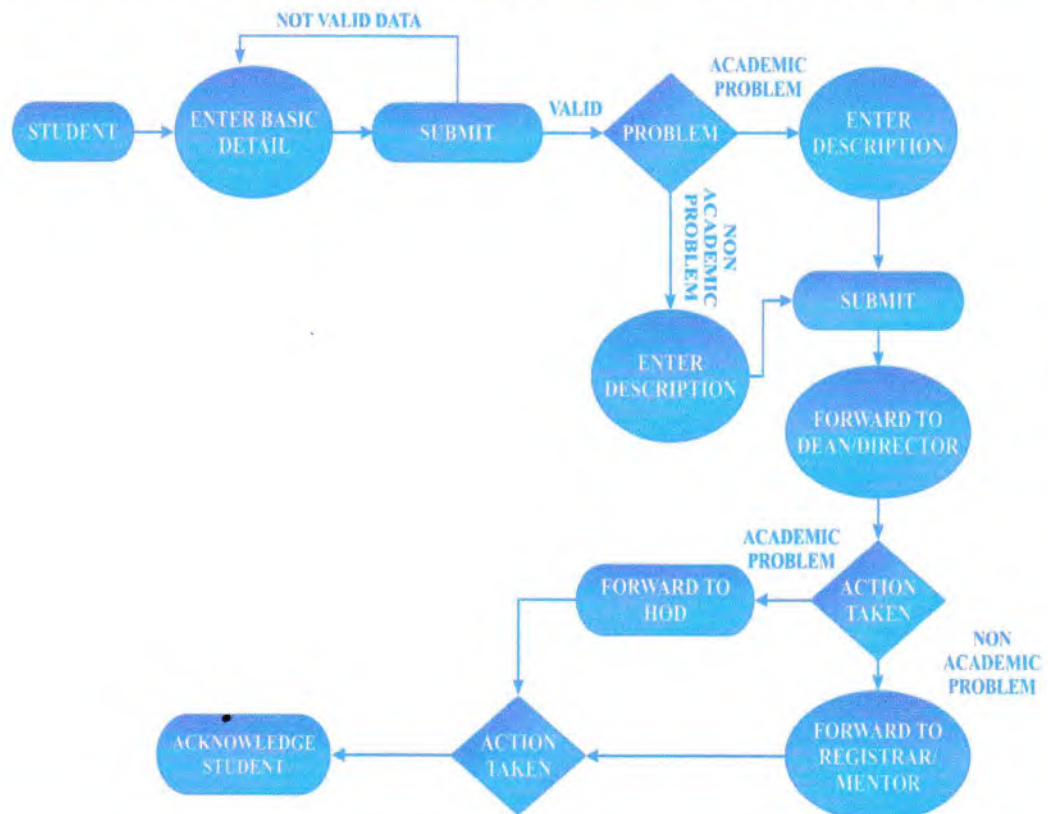 NOT VALID DATA
STUDENT
ENTER BASIC
DETAIL
SUBMIT
VALID
PROBLEM
ACADEMIC
PROBLEM
ENTER
DESCRIPTION
NON
ACADEMIC
PROBLEM
ENTER
DESCRIPTION
SUBMIT
FORWARD TO
DEAN/DIRECTOR
ACADEMIC
PROBLEM
ACTION
TAKEN
FORWARD TO
HOD
NON
ACADEMIC
PROBLEM
FORWARD TO
REGISTRAR/
MENTOR
ACTION
TAKEN
ACKNOWLEDGE
STUDENT